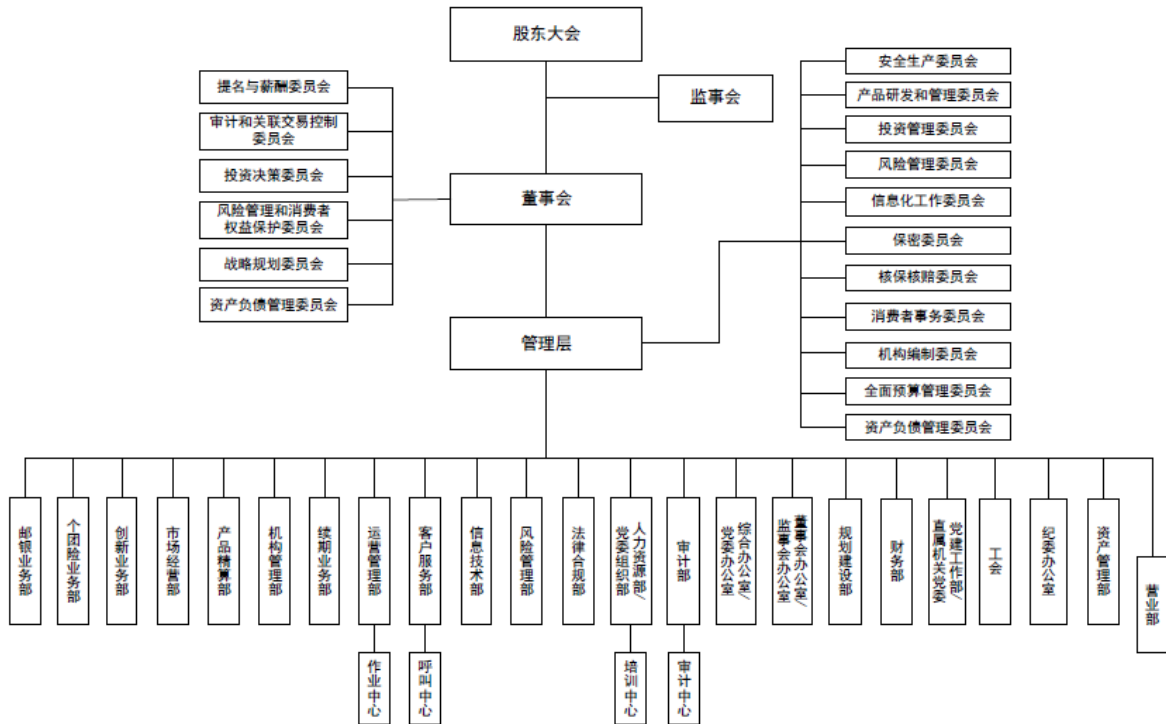 股东大会
监事会
提名与薪酬委员会
审计和关联交易控制
委员会
投资决策委员会
风险管理和消费者
权益保护委员会
战略规划委员会
资产负债管理委员会
董事会
管理层
安全生产委员会
产品研发和管理委员会
投资管理委员会
风险管理委员会
信息化工作委员会
保密委员会
核保核赔委员会
消费者事务委员会
机构编制委员会
全面预算管理委员会
资产负债管理委员会
邮银业务部
个团险业务部
创新业务部
市场经营部
产品精算部
机构管理部
续期业务部
运营管理部
客户服务部
信息技术部
风险管理部
法律合规部
人力资源部/
党委组织部
审计部
综合办公室/
党委办公室
董事会办公室/
监事会办公室
规划建设部
财务部
党建工作部/
直属机关党委
工会
纪委办公室
资产管理部
营业部
作业中心
呼叫中心
培训中心
审计中心